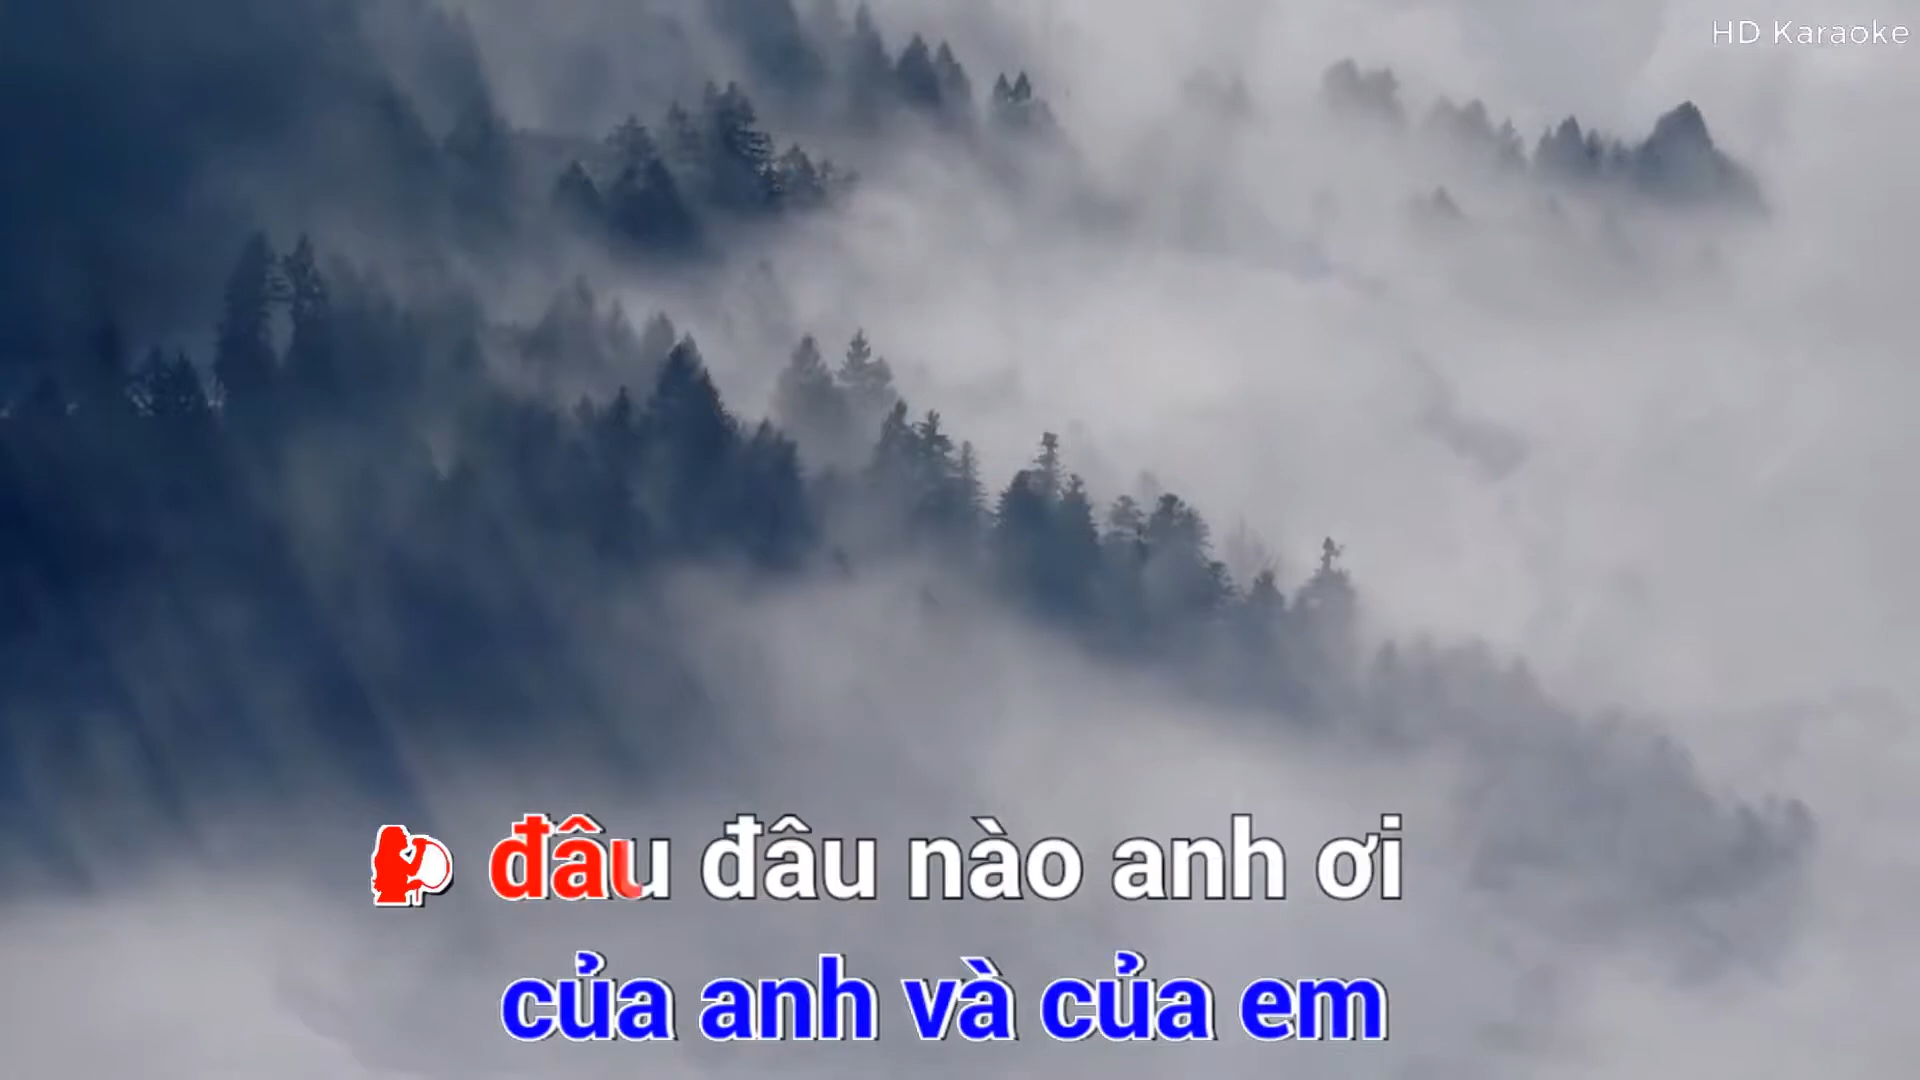 HD Karaoke
đâu đâu nào anh ơi
của anh và của em